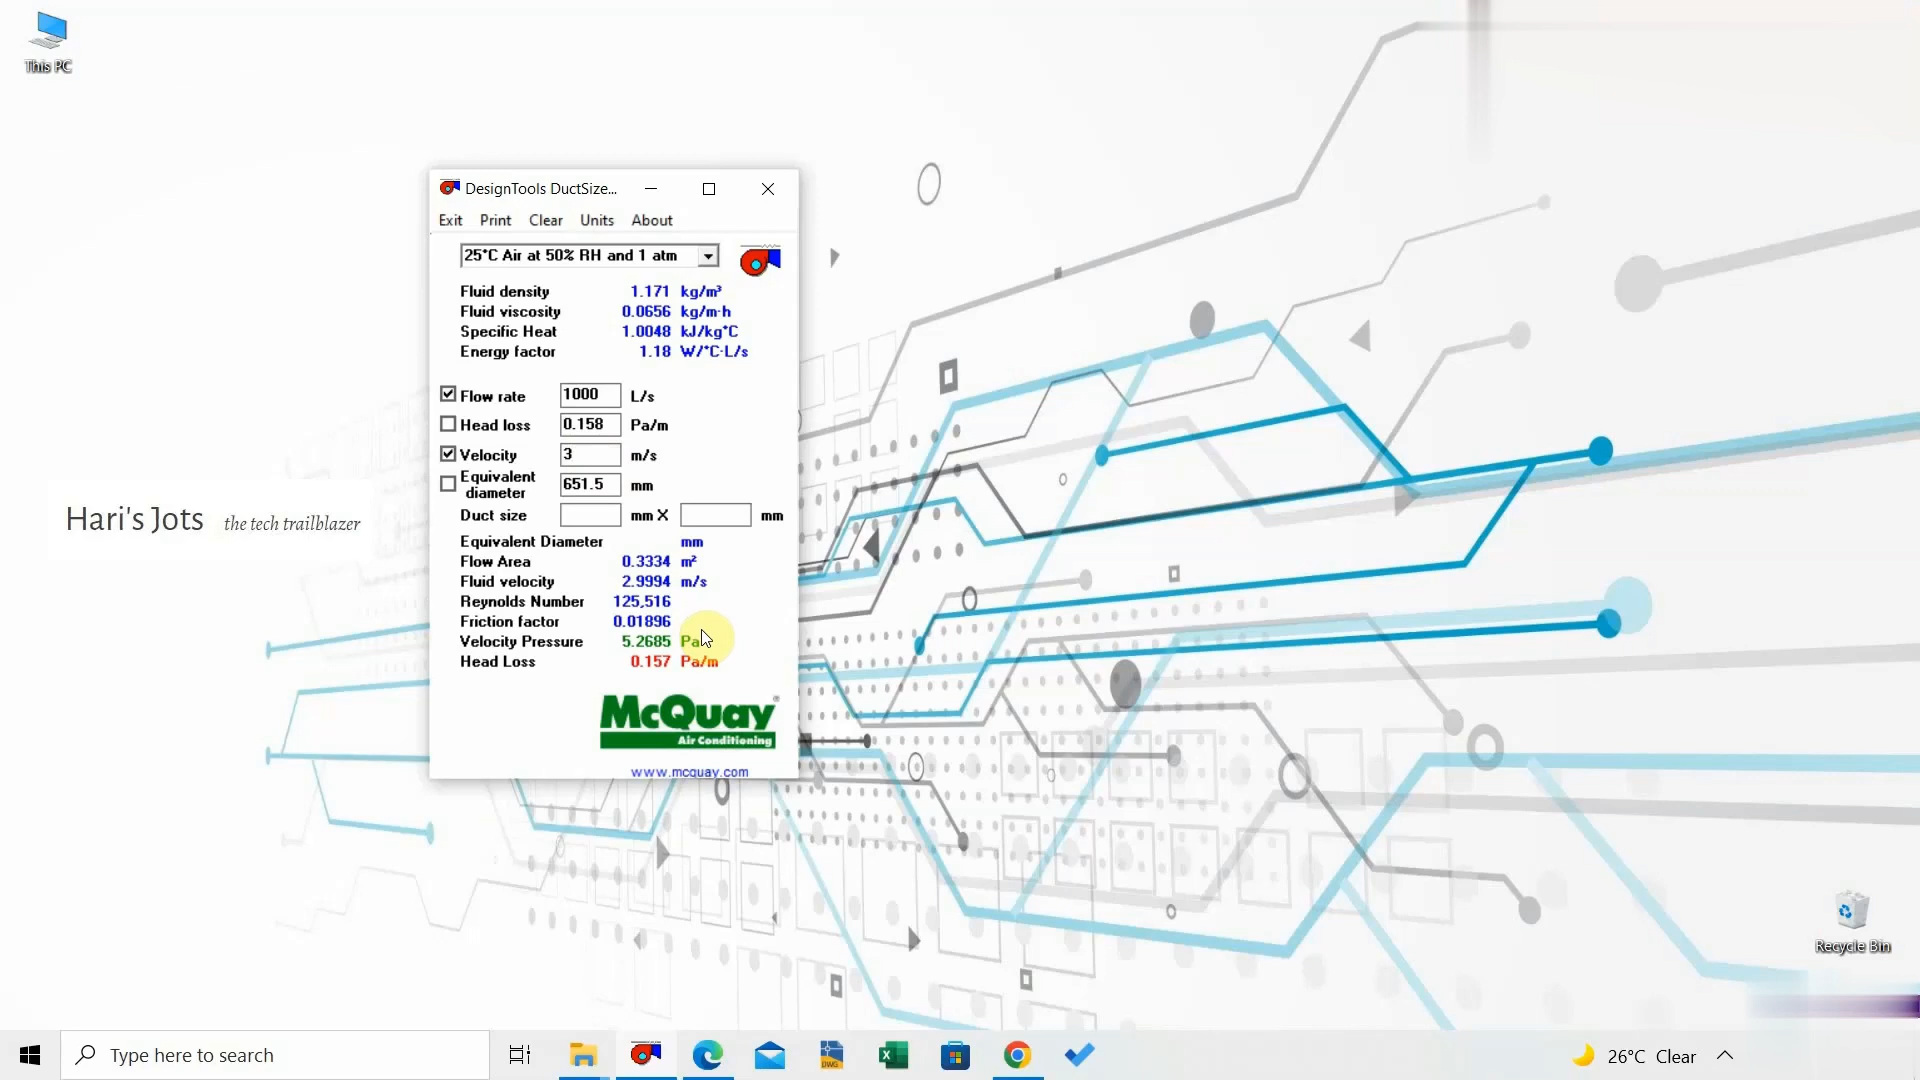 This PC
DesignTools DuctSize...
Exit Print Clear Units About
25°C Air at 50% RH and 1 atm
Fluid density 1.171 kg/m³
Fluid viscosity 0.0656 kg/m·h
Specific Heat 1.0048 kJ/kg°C
Energy factor 1.18 W/°C·L/s
Flow rate 1000 L/s
Head loss 0.158 Pa/m
Velocity 3 m/s
Equivalent diameter 651.5 mm
Duct size mm X mm
Equivalent Diameter mm
Flow Area 0.3334 m²
Fluid velocity 2.9994 m/s
Reynolds Number 125,516
Friction factor 0.01896
Velocity Pressure 5.2685 Pa
Head Loss 0.157 Pa/m
McQuay
Air Conditioning
www.mcquay.com
Hari's Jots the tech trailblazer
Recycle Bin
Type here to search
DWG
26°C Clear